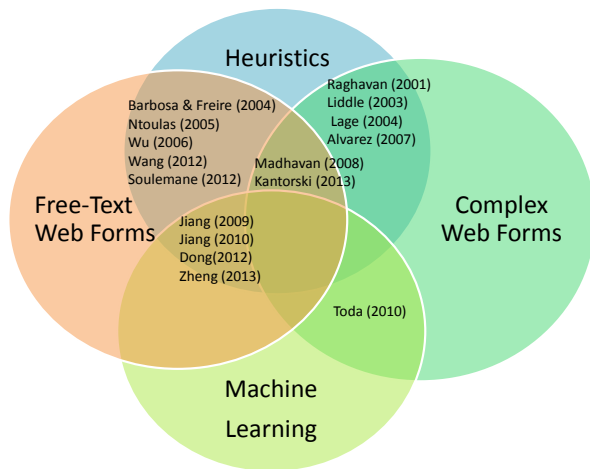 Heuristics
Raghavan (2001)
Liddle (2003)
Lage (2004)
Alvarez (2007)
Barbosa & Freire (2004)
Ntoulas (2005)
Wu (2006)
Wang (2012)
Soulemane (2012)
Madhavan (2008)
Kantorski (2013)
Free-Text
Web Forms
Jiang (2009)
Jiang (2010)
Dong(2012)
Zheng (2013)
Complex
Web Forms
Toda (2010)
Machine
Learning